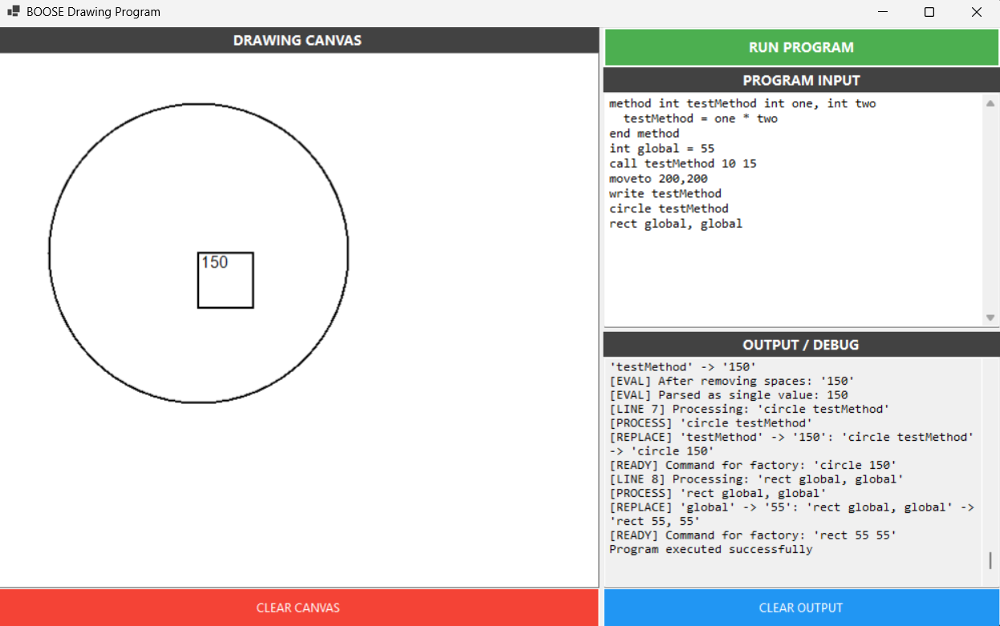 BOOSE Drawing Program
DRAWING CANVAS
150
CLEAR CANVAS
RUN PROGRAM
PROGRAM INPUT
method int testMethod int one, int two
  testMethod = one * two
end method
int global = 55
call testMethod 10 15
moveto 200,200
write testMethod
circle testMethod
rect global, global
OUTPUT / DEBUG
'testMethod' -> '150'
[EVAL] After removing spaces: '150'
[EVAL] Parsed as single value: 150
[LINE 7] Processing: 'circle testMethod'
[PROCESS] 'circle testMethod'
[REPLACE] 'testMethod' -> '150': 'circle testMethod'
-> 'circle 150'
[READY] Command for factory: 'circle 150'
[LINE 8] Processing: 'rect global, global'
[PROCESS] 'rect global, global'
[REPLACE] 'global' -> '55': 'rect global, global' ->
'rect 55, 55'
[READY] Command for factory: 'rect 55 55'
Program executed successfully
CLEAR OUTPUT